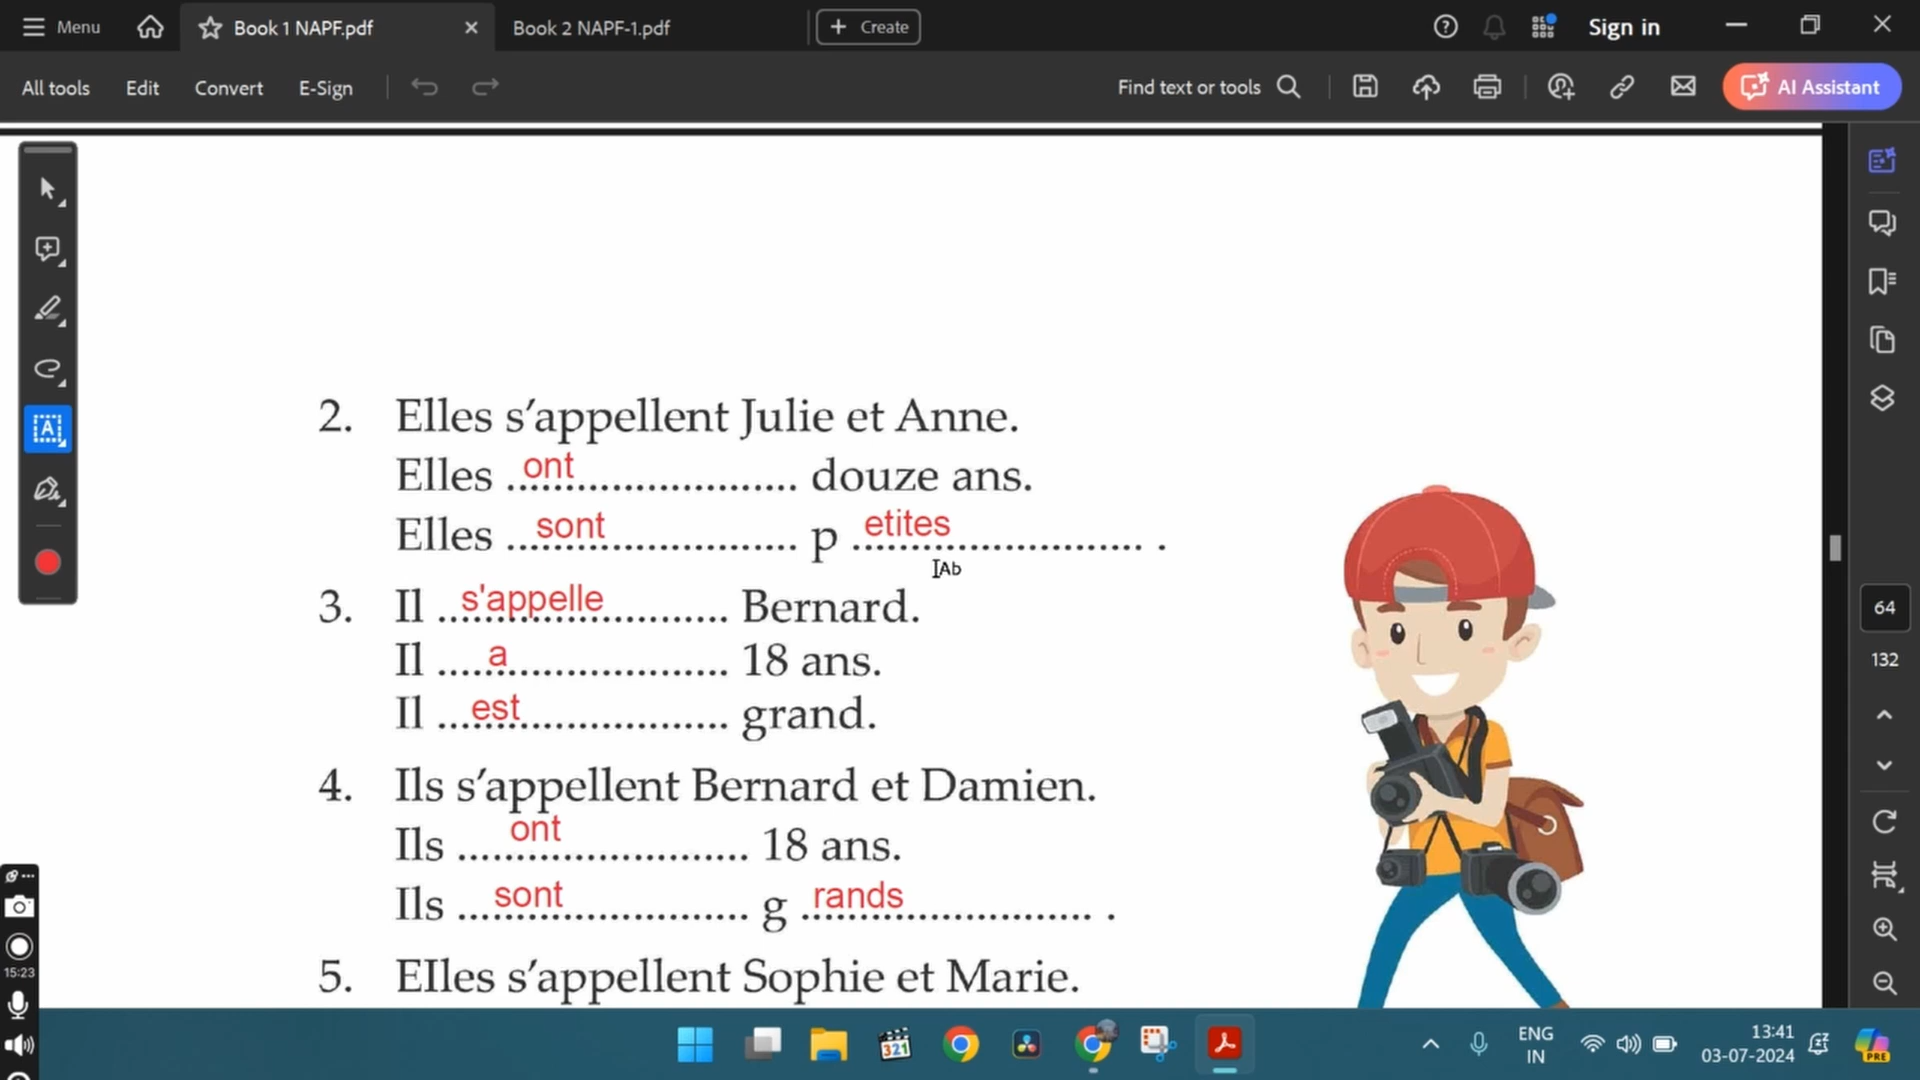 Menu
Book 1 NAPF.pdf
Book 2 NAPF-1.pdf
Create
Sign in
All tools
Edit
Convert
E-Sign
Find text or tools
AI Assistant
2. Elles s'appellent Julie et Anne.
Elles ...ont... douze ans.
Elles ...sont... p ...etites... .
3. Il ...s'appelle... Bernard.
Il ...a... 18 ans.
Il ...est... grand.
4. Ils s'appellent Bernard et Damien.
Ils ...ont... 18 ans.
Ils ...sont... g ...rands... .
5. EIles s'appellent Sophie et Marie.
Ab
A
64
132
15:23
321
ENG
IN
13:41
03-07-2024
PRE